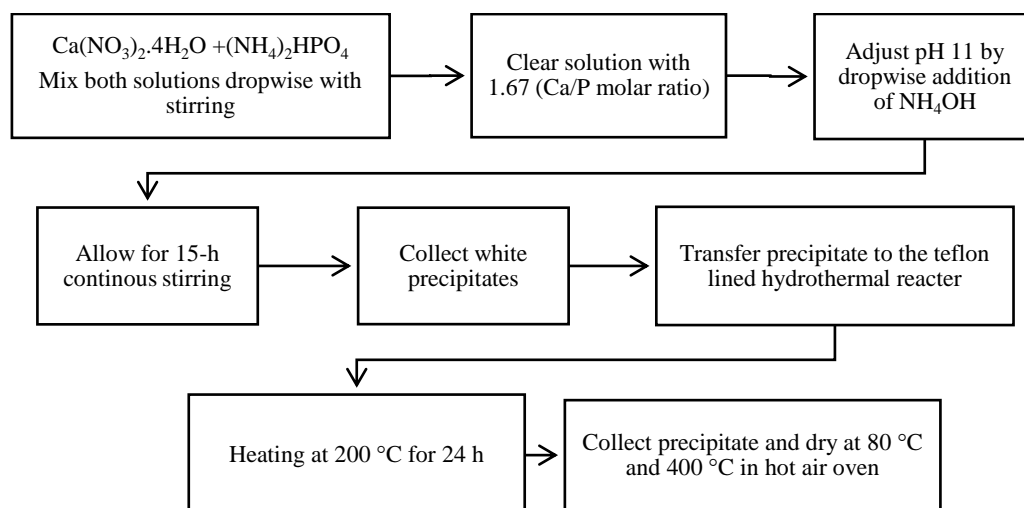 Ca(NO₃)₂.4H₂O +(NH₄)₂HPO₄
Mix both solutions dropwise with
stirring
Clear solution with
1.67 (Ca/P molar ratio)
Adjust pH 11 by
dropwise addition
of NH₄OH
Allow for 15-h
continous stirring
Collect white
precipitates
Transfer precipitate to the teflon
lined hydrothermal reacter
Heating at 200 °C for 24 h
Collect precipitate and dry at 80 °C
and 400 °C in hot air oven